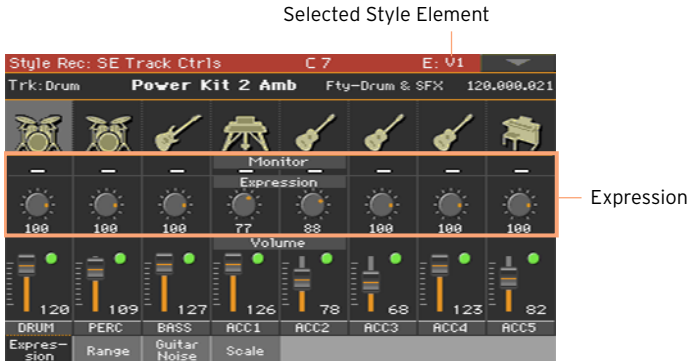 Selected Style Element
Style Rec: SE Track Ctrls C 7 E: V1
Trk:Drum Power Kit 2 Amb Fty-Drum & SFX 120.000.021
Monitor
Expression
Expression
100 100 100 77 88 100 100 100
Volume
120 109 127 126 78 68 123 82
DRUM PERC BASS ACC1 ACC2 ACC3 ACC4 ACC5
Expres-
sion Range Guitar
Noise Scale